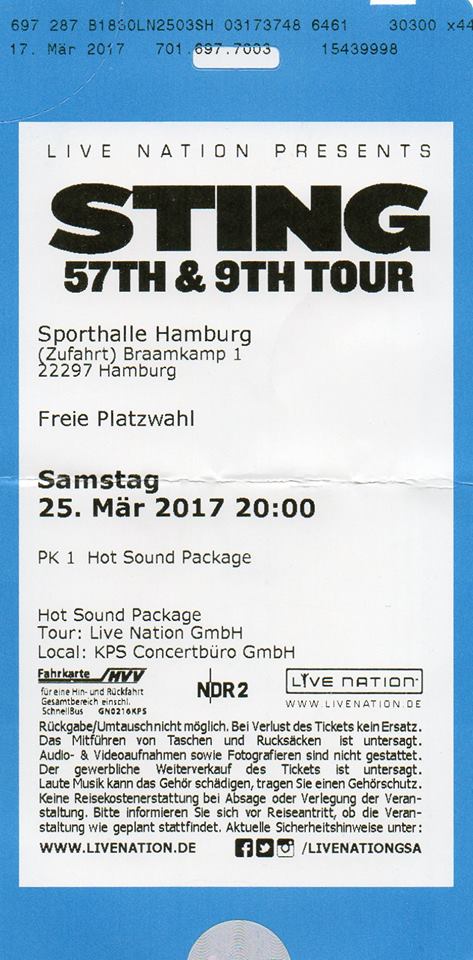 697 287 B1830LN2503SH 03173748 6461 30300 x44
17. Mär 2017 701.697.7003 15439998
LIVE NATION PRESENTS
STING
57TH & 9TH TOUR
Sporthalle Hamburg
(Zufahrt) Braamkamp 1
22297 Hamburg
Freie Platzwahl
Samstag
25. Mär 2017 20:00
PK 1 Hot Sound Package
Hot Sound Package
Tour: Live Nation GmbH
Local: KPS Concertbüro GmbH
Fahrkarte HVV
für eine Hin- und Rückfahrt
Gesamtbereich einschl.
SchnellBus GN0216KPS
NDR 2
LIVE NATION
WWW.LIVENATION.DE
Rückgabe/Umtausch nicht möglich. Bei Verlust des Tickets kein Ersatz.
Das Mitführen von Taschen und Rucksäcken ist untersagt.
Audio- & Videoaufnahmen sowie Fotografieren sind nicht gestattet.
Der gewerbliche Weiterverkauf des Tickets ist untersagt.
Laute Musik kann das Gehör schädigen, tragen Sie einen Gehörschutz.
Keine Reisekostenerstattung bei Absage oder Verlegung der Veran-
staltung. Bitte informieren Sie sich vor Reiseantritt, ob die Veran-
staltung wie geplant stattfindet. Aktuelle Sicherheitshinweise unter:
WWW.LIVENATION.DE /LIVENATIONGSA